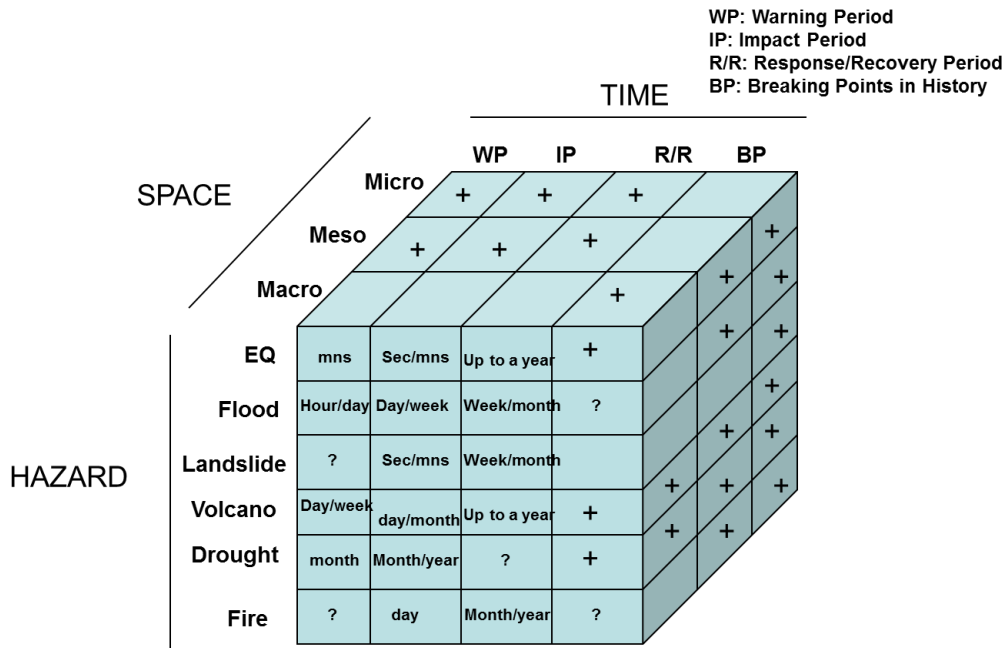 WP: Warning Period
IP: Impact Period
R/R: Response/Recovery Period
BP: Breaking Points in History
TIME
WP IP R/R BP
SPACE
Micro + + +
Meso + + +
Macro +
HAZARD
EQ mns Sec/mns Up to a year +
Flood Hour/day Day/week Week/month ?
Landslide ? Sec/mns Week/month
Volcano Day/week day/month Up to a year +
Drought month Month/year ? +
Fire ? day Month/year ?
+
+ +
+ +
+
+ +
+ + +
+ +